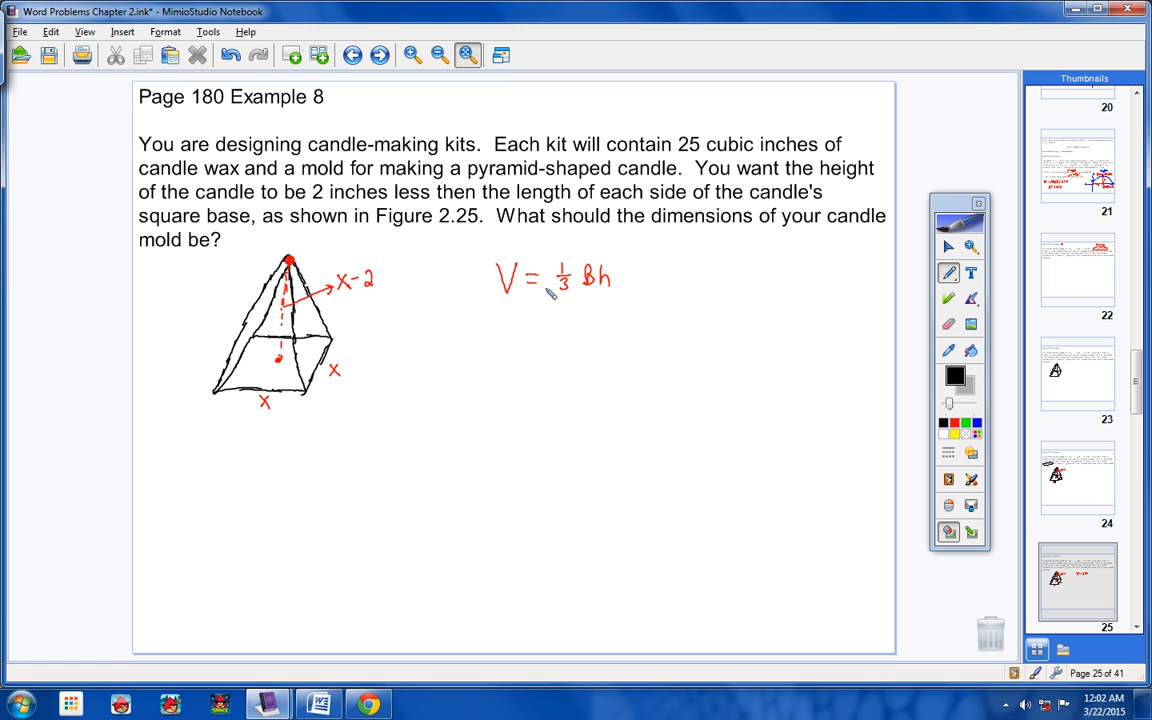 Word Problems Chapter 2.ink* - MimioStudio Notebook
File Edit View Insert Format Tools Help
Thumbnails
Page 180 Example 8
You are designing candle-making kits. Each kit will contain 25 cubic inches of
candle wax and a mold for making a pyramid-shaped candle. You want the height
of the candle to be 2 inches less then the length of each side of the candle's
square base, as shown in Figure 2.25. What should the dimensions of your candle
mold be?
x-2
V = 1/3 Bh
x
x
T
20
21
22
23
24
25
Page 25 of 41
12:02 AM
3/22/2015